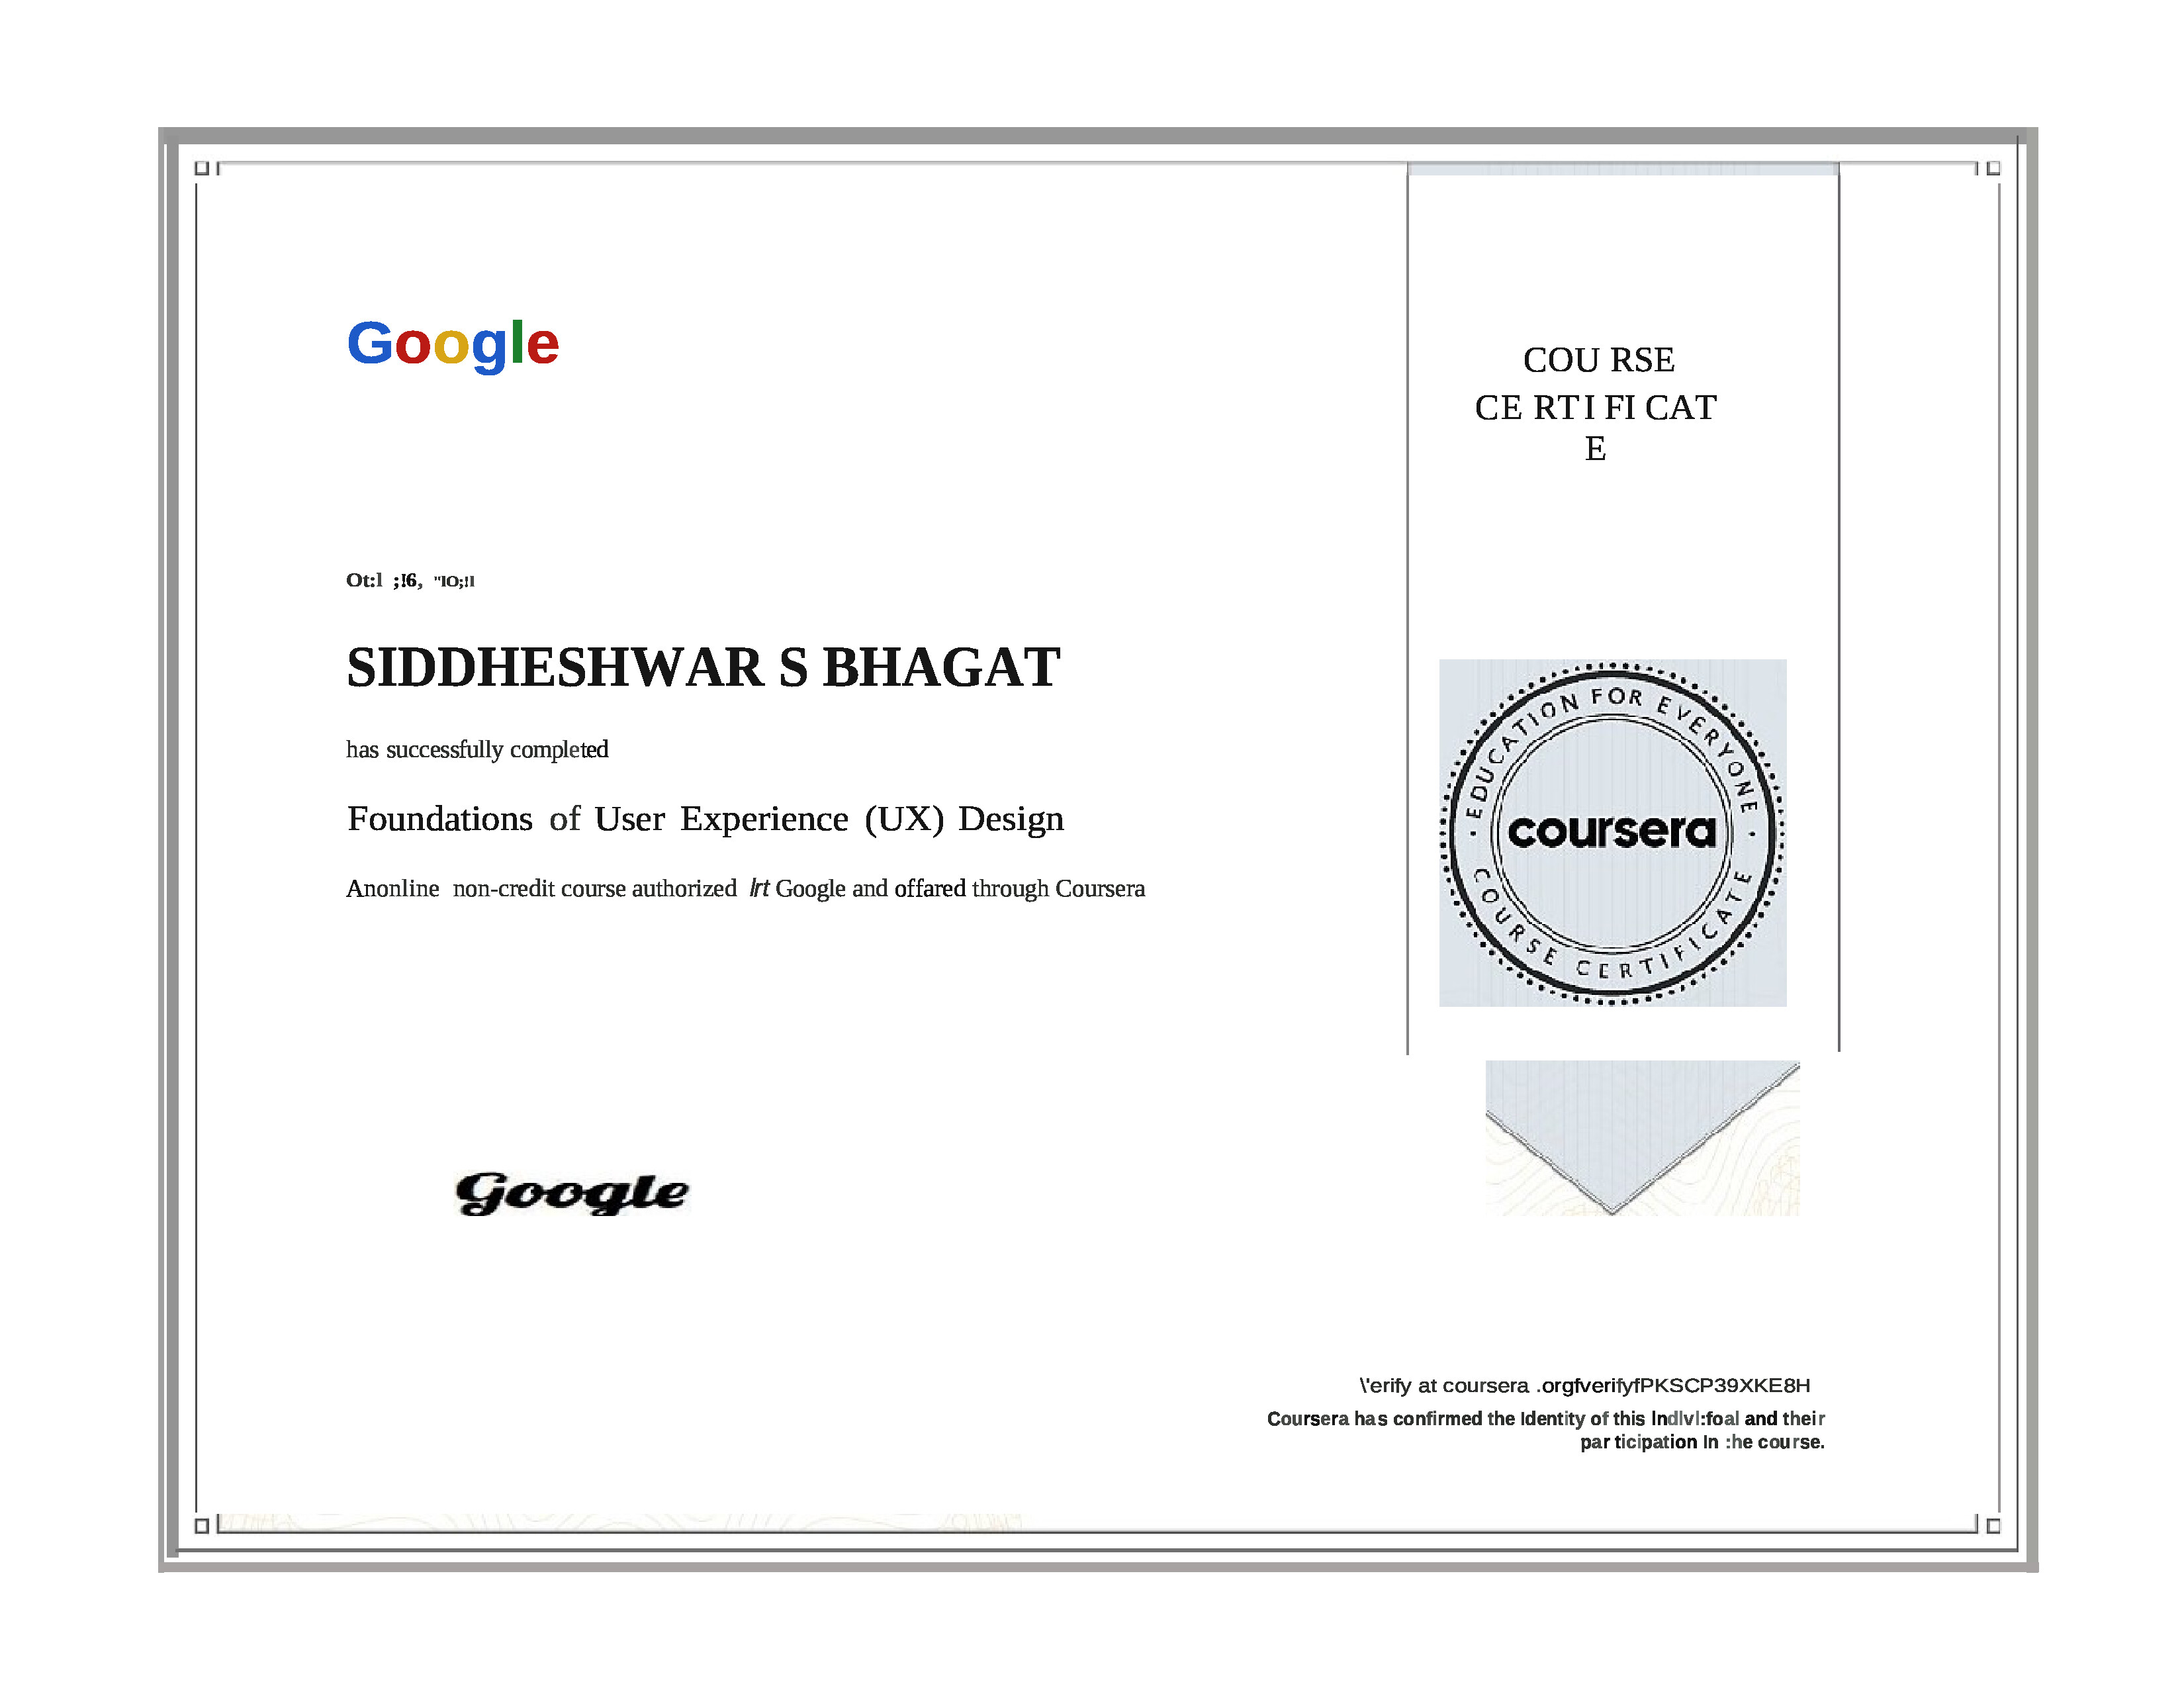 Google
COU RSE
CE RTI FI CAT
E
Ot:l ;!6, "IO;!I
SIDDHESHWAR S BHAGAT
has successfully completed
Foundations of User Experience (UX) Design
Anonline non-credit course authorized lrt Google and offared through Coursera
EDUCATION FOR EVERYONE
coursera
COURSE CERTIFICATE
Google
\'erify at coursera .orgfverifyfPKSCP39XKE8H
Coursera has confirmed the Identity of this Indlvl:foal and their
par ticipation In :he course.